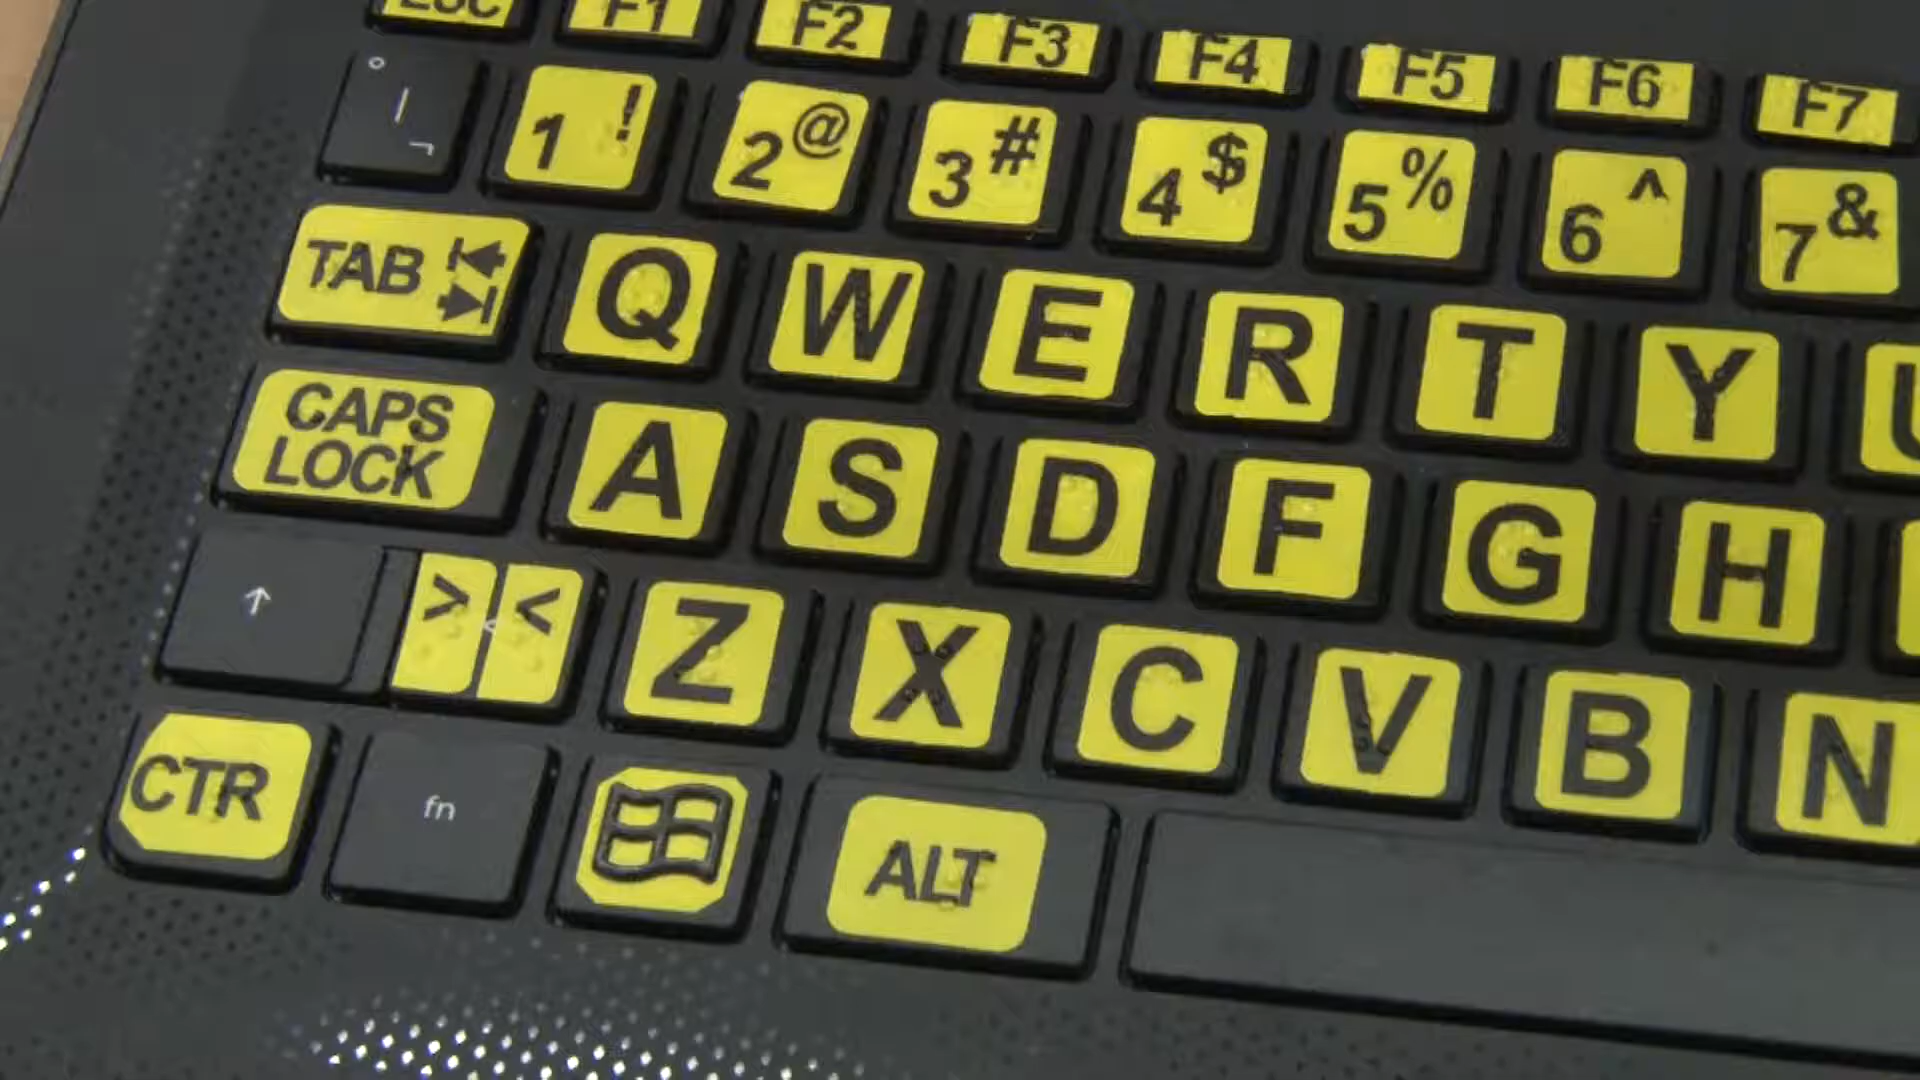 ESC F1 F2 F3 F4 F5 F6 F7
° | ¬ 1 ! 2 @ 3 # 4 $ 5 % 6 ^ 7 &
TAB Q W E R T Y U
CAPS LOCK A S D F G H
↑ > < < Z X C V B N
CTR fn ALT